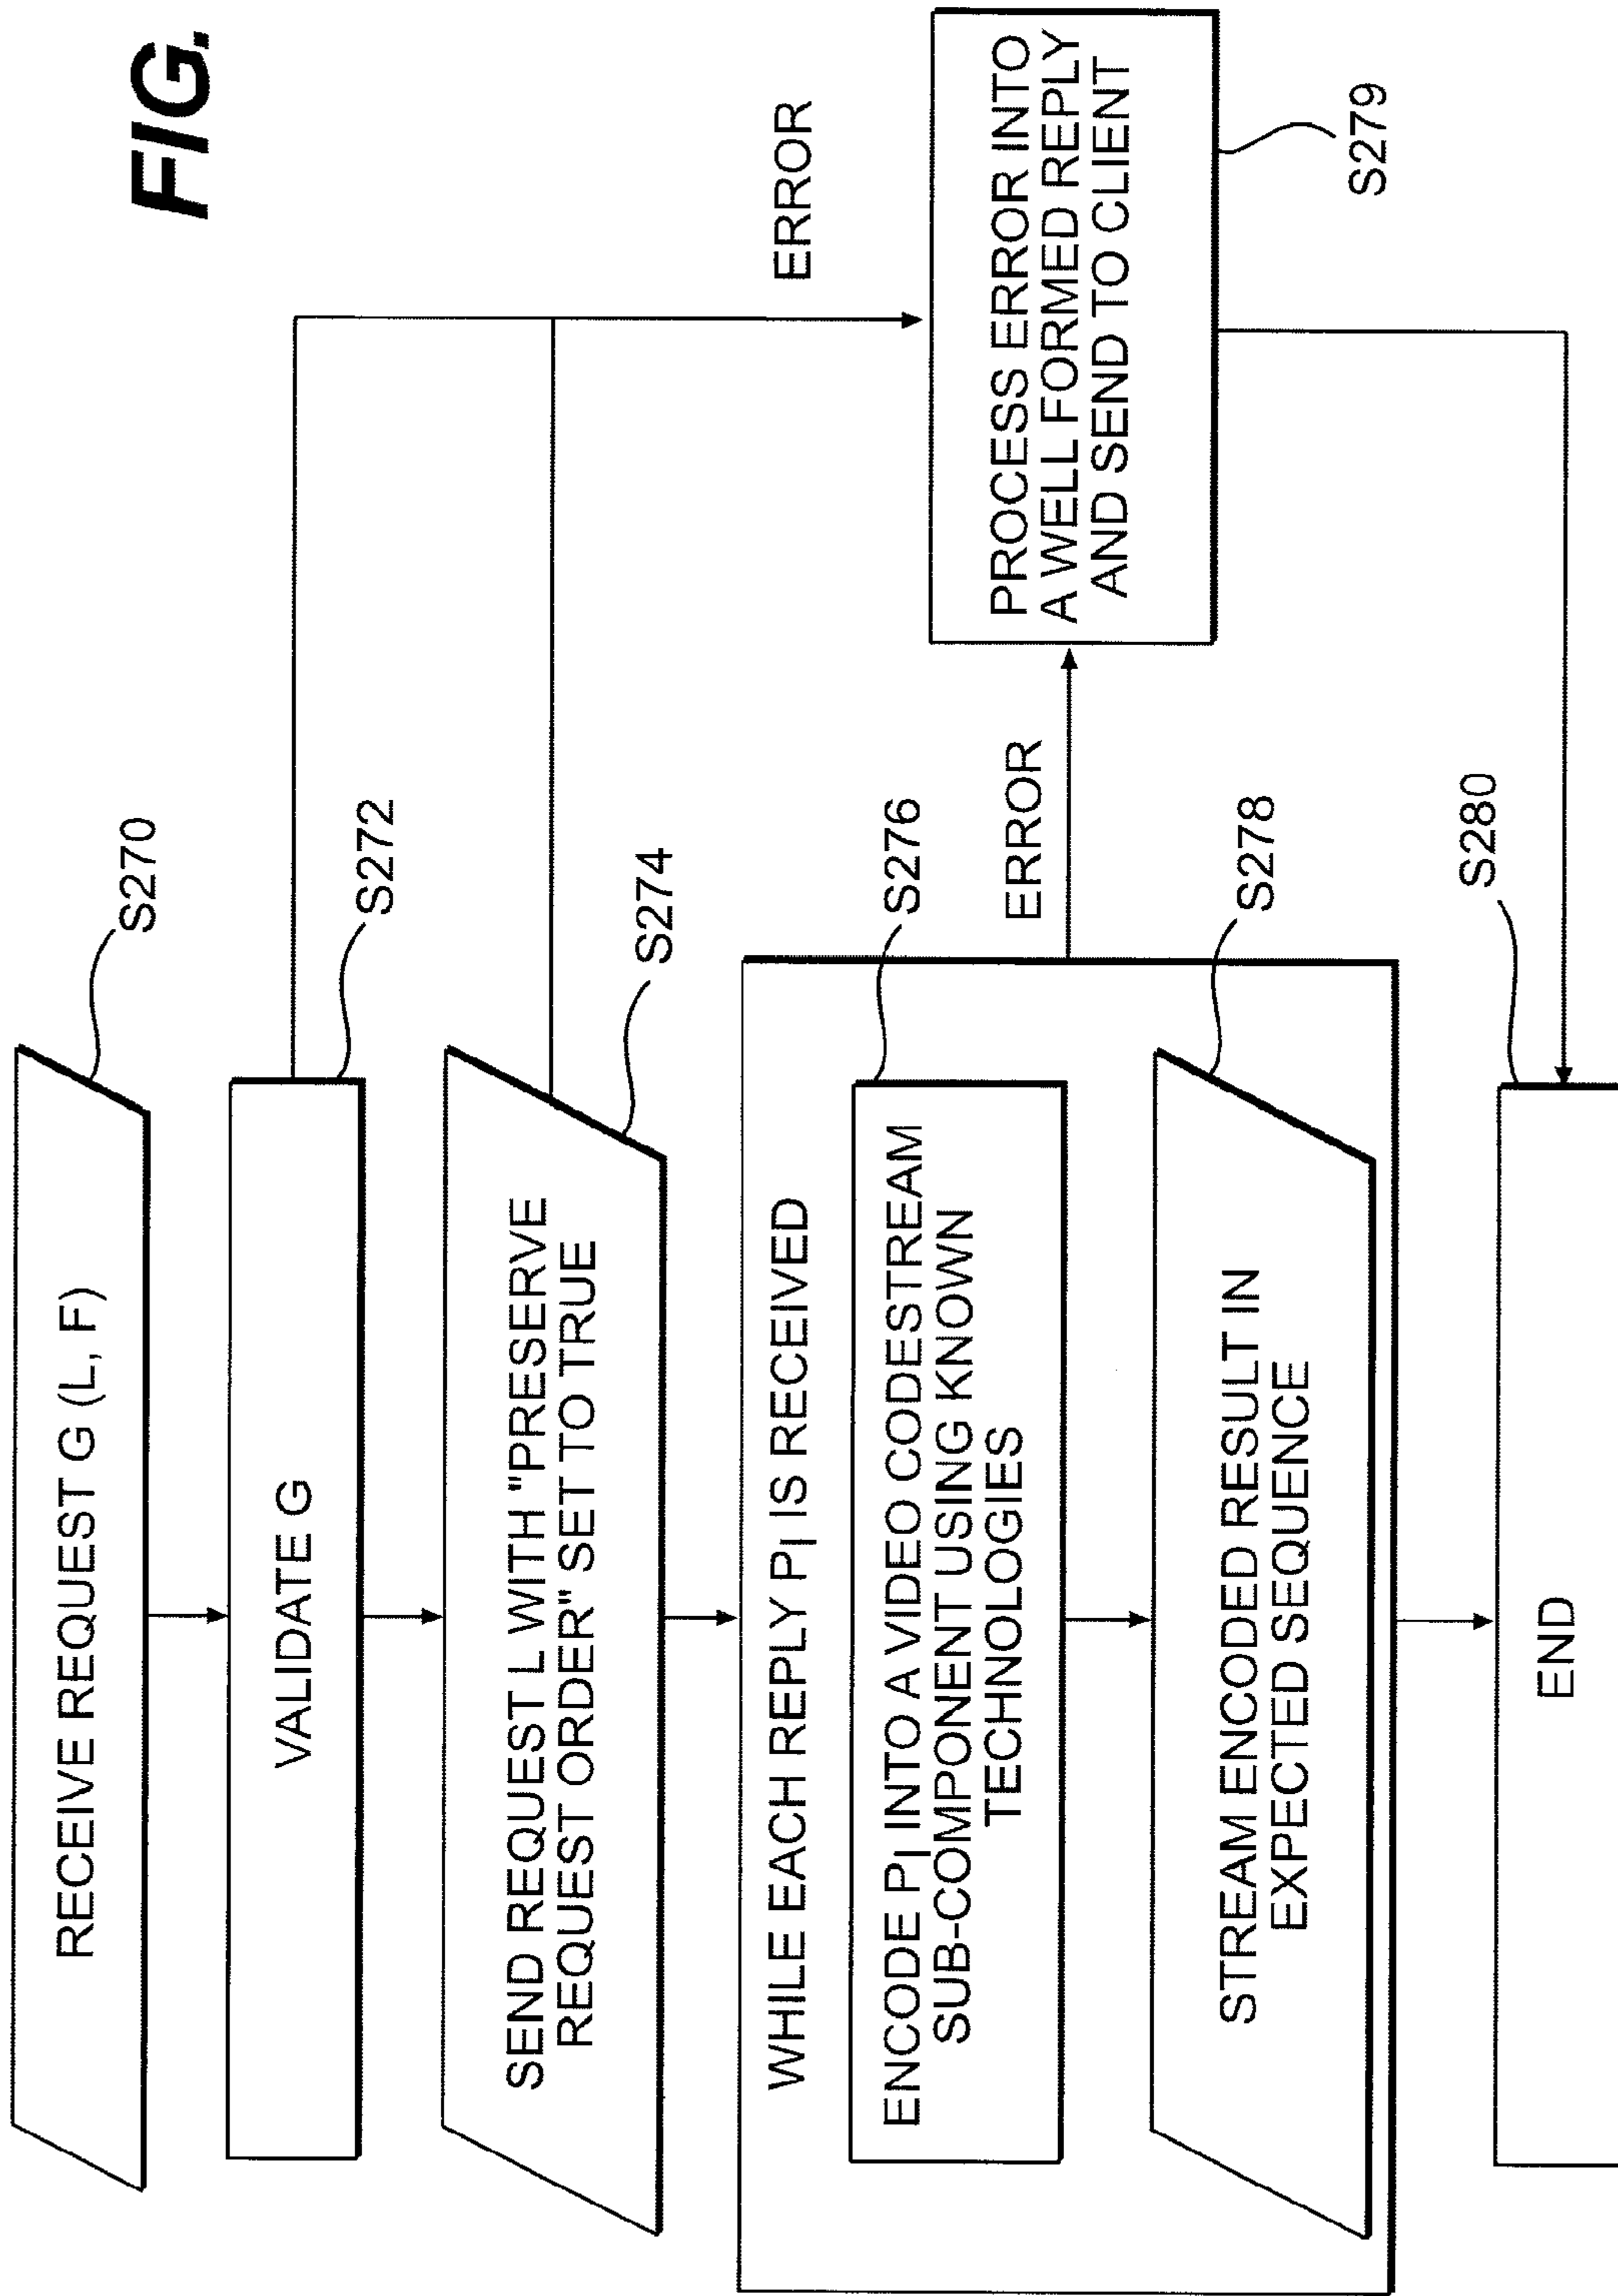 FIG.
RECEIVE REQUEST G (L, F)
S270
VALIDATE G
S272
SEND REQUEST L WITH "PRESERVE
REQUEST ORDER" SET TO TRUE
S274
ERROR
WHILE EACH REPLY PI IS RECEIVED
ENCODE PI INTO A VIDEO CODESTREAM
SUB-COMPONENT USING KNOWN
TECHNOLOGIES
S276
ERROR
PROCESS ERROR INTO
A WELL FORMED REPLY
AND SEND TO CLIENT
S279
STREAM ENCODED RESULT IN
EXPECTED SEQUENCE
S278
END
S280